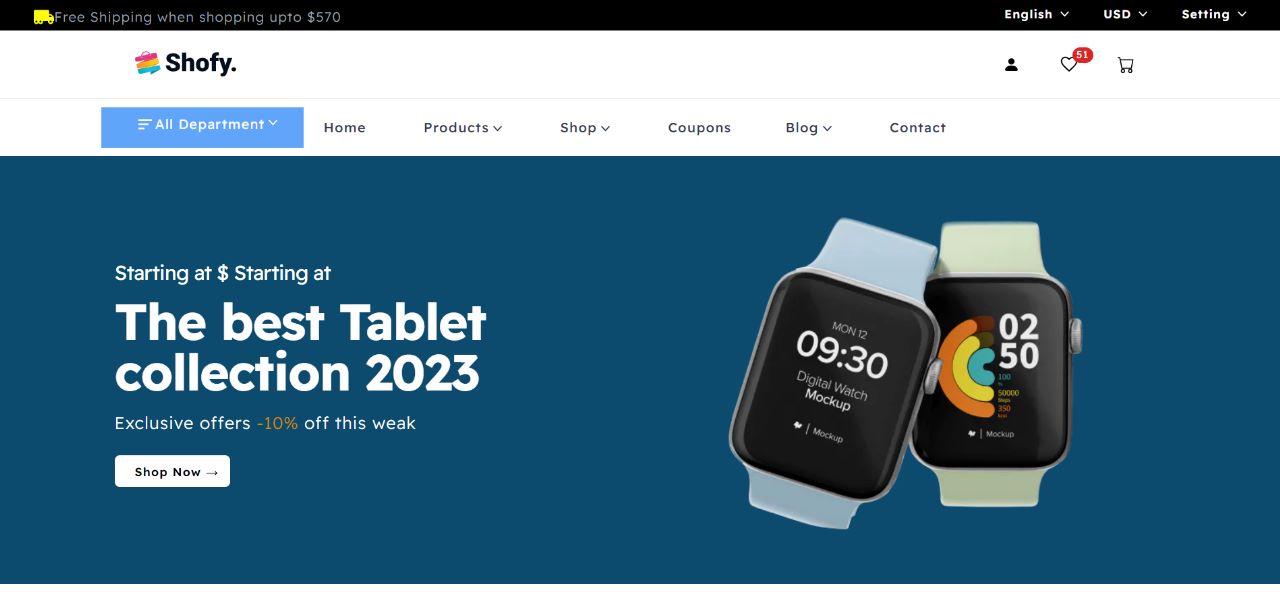 Free Shipping when shopping upto $570
English
USD
Setting
Shofy.
51
All Department
Home
Products
Shop
Coupons
Blog
Contact
Starting at $ Starting at
The best Tablet
collection 2023
Exclusive offers -10% off this weak
Shop Now →
MON 12
09:30
Digital Watch
Mockup
Mockup
02
50
100
%
50000
Steps
350
kcal
Mockup